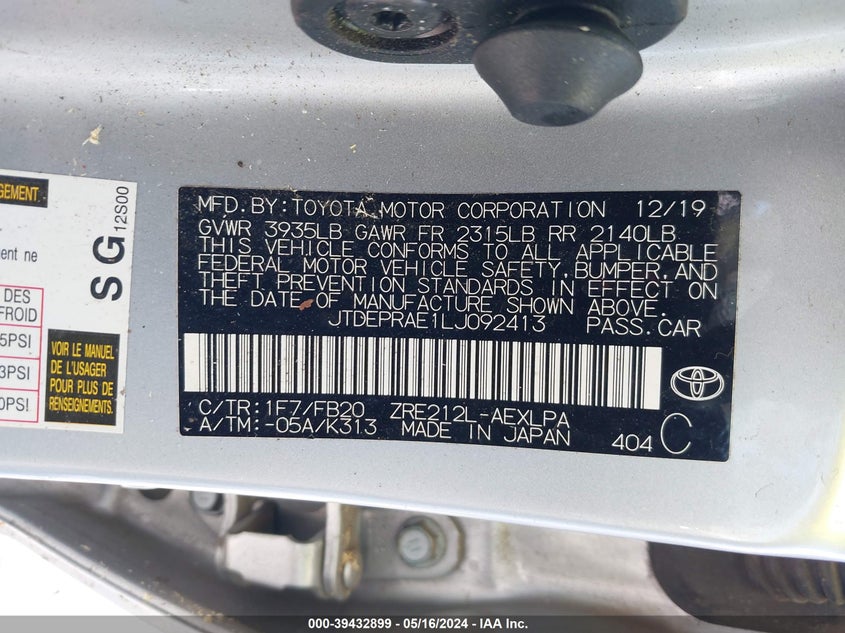 GEMENT
gent ne
DES
FROID
5PSI
3PSI
0PSI
SG
12S00
VOIR LE MANUEL
DE L'USAGER
POUR PLUS DE
RENSEIGNEMENTS
MFD. BY: TOYOTA MOTOR CORPORATION 12/19
GVWR 3935LB GAWR FR 2315LB RR 2140LB
THIS VEHICLE CONFORMS TO ALL APPLICABLE
FEDERAL MOTOR VEHICLE SAFETY, BUMPER, AND
THEFT PREVENTION STANDARDS IN EFFECT ON
THE DATE OF MANUFACTURE SHOWN ABOVE.
JTDEPRAE1LJ092413 PASS. CAR
C/TR: 1F7/FB20 ZRE212L-AEXLPA
A/TM: -05A/K313 MADE IN JAPAN 404 C
000-39432899 - 05/16/2024 - IAA Inc.